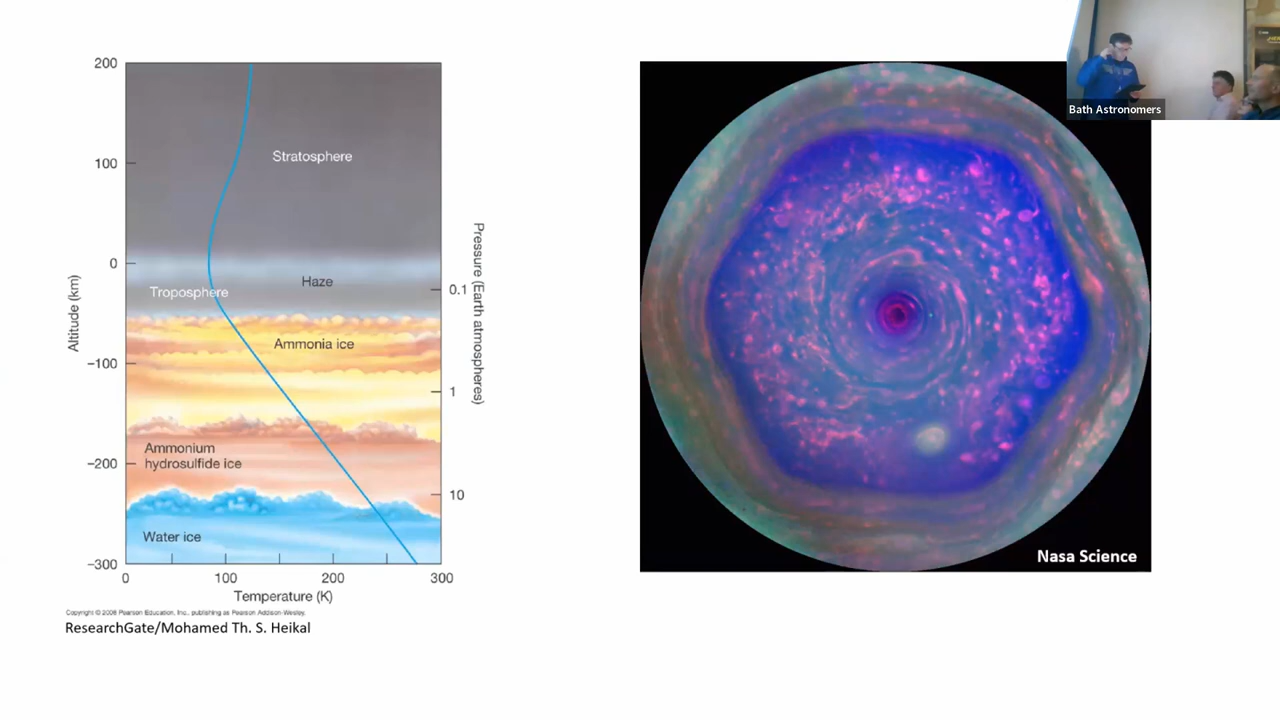 200
100
0
−100
−200
−300
Altitude (km)
Stratosphere
Haze
Troposphere
Ammonia ice
Ammonium
hydrosulfide ice
Water ice
0.1
1
10
Pressure (Earth atmospheres)
0 100 200 300
Temperature (K)
Copyright © 2008 Pearson Education, Inc., publishing as Pearson Addison-Wesley.
ResearchGate/Mohamed Th. S. Heikal
Nasa Science
Bath Astronomers